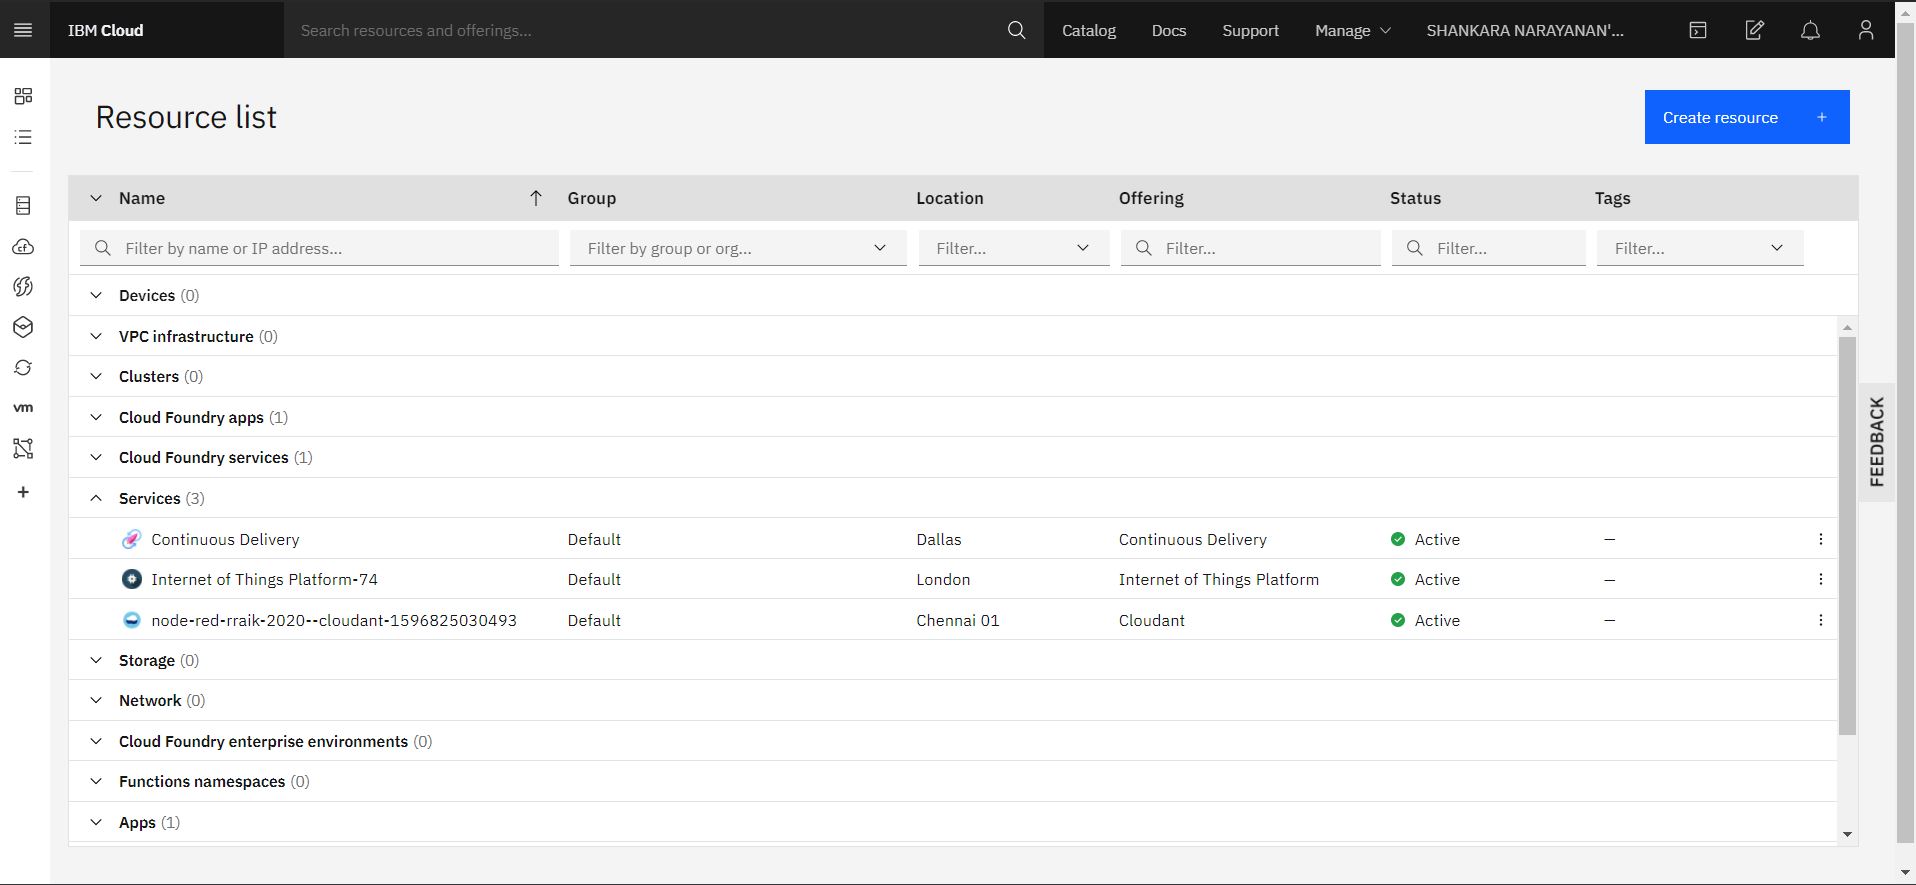 IBM Cloud
Search resources and offerings...
Catalog
Docs
Support
Manage
SHANKARA NARAYANAN'...
Resource list
Create resource +
Name
Group
Location
Offering
Status
Tags
Filter by name or IP address...
Filter by group or org...
Filter...
Filter...
Filter...
Filter...
Devices (0)
VPC infrastructure (0)
Clusters (0)
Cloud Foundry apps (1)
Cloud Foundry services (1)
Services (3)
Continuous Delivery Default Dallas Continuous Delivery Active —
Internet of Things Platform-74 Default London Internet of Things Platform Active —
node-red-rraik-2020--cloudant-1596825030493 Default Chennai 01 Cloudant Active —
Storage (0)
Network (0)
Cloud Foundry enterprise environments (0)
Functions namespaces (0)
Apps (1)
cf
vm
FEEDBACK